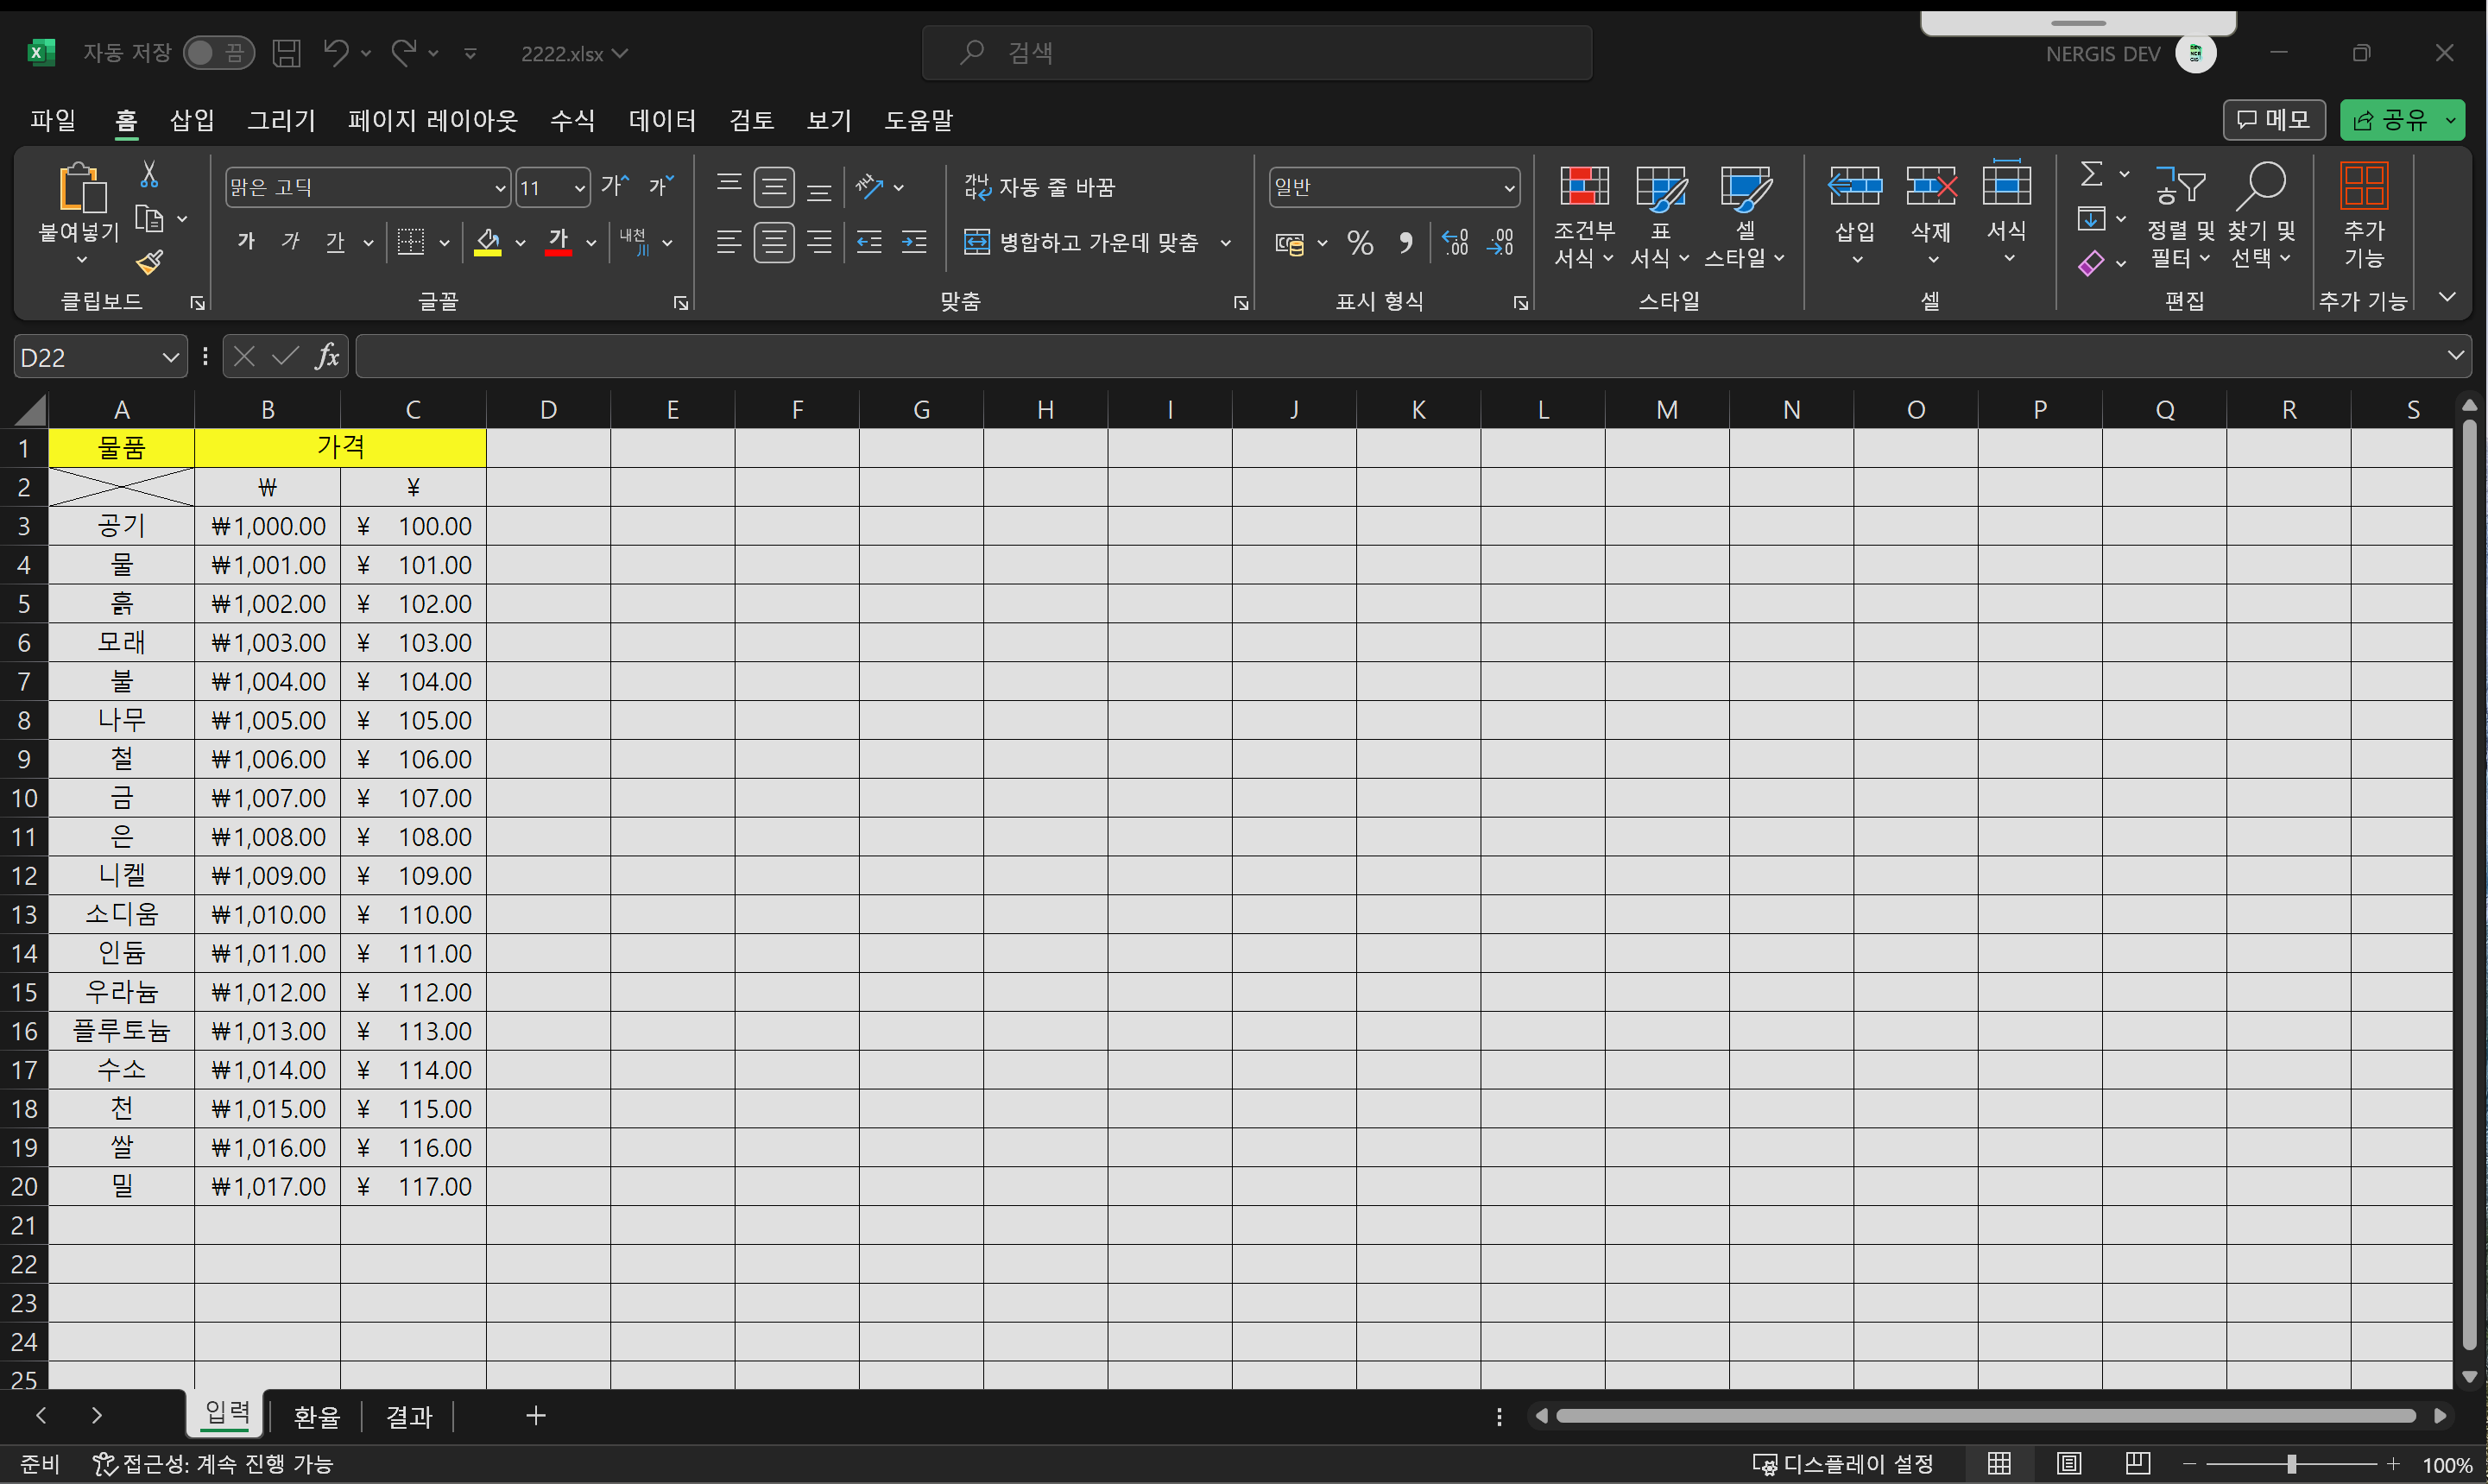 자동 저장 끔 2222.xlsx 검색 NERGIS DEV
파일 홈 삽입 그리기 페이지 레이아웃 수식 데이터 검토 보기 도움말 메모 공유
붙여넣기 맑은 고딕 11 가 가 자동 줄 바꿈 일반 조건부 서식 표 서식 셀 스타일 삽입 삭제 서식 정렬 및 필터 찾기 및 선택 추가 기능
가 가 가 가 내천 병합하고 가운데 맞춤 % .00 .0
클립보드 글꼴 맞춤 표시 형식 스타일 셀 편집 추가 기능
D22 fx
A B C D E F G H I J K L M N O P Q R S
1 물품 가격
2 ₩ ¥
3 공기 ₩1,000.00 ¥ 100.00
4 물 ₩1,001.00 ¥ 101.00
5 흙 ₩1,002.00 ¥ 102.00
6 모래 ₩1,003.00 ¥ 103.00
7 불 ₩1,004.00 ¥ 104.00
8 나무 ₩1,005.00 ¥ 105.00
9 철 ₩1,006.00 ¥ 106.00
10 금 ₩1,007.00 ¥ 107.00
11 은 ₩1,008.00 ¥ 108.00
12 니켈 ₩1,009.00 ¥ 109.00
13 소디움 ₩1,010.00 ¥ 110.00
14 인듐 ₩1,011.00 ¥ 111.00
15 우라늄 ₩1,012.00 ¥ 112.00
16 플루토늄 ₩1,013.00 ¥ 113.00
17 수소 ₩1,014.00 ¥ 114.00
18 천 ₩1,015.00 ¥ 115.00
19 쌀 ₩1,016.00 ¥ 116.00
20 밀 ₩1,017.00 ¥ 117.00
21
22
23
24
25
입력 환율 결과
준비 접근성: 계속 진행 가능 디스플레이 설정 100%